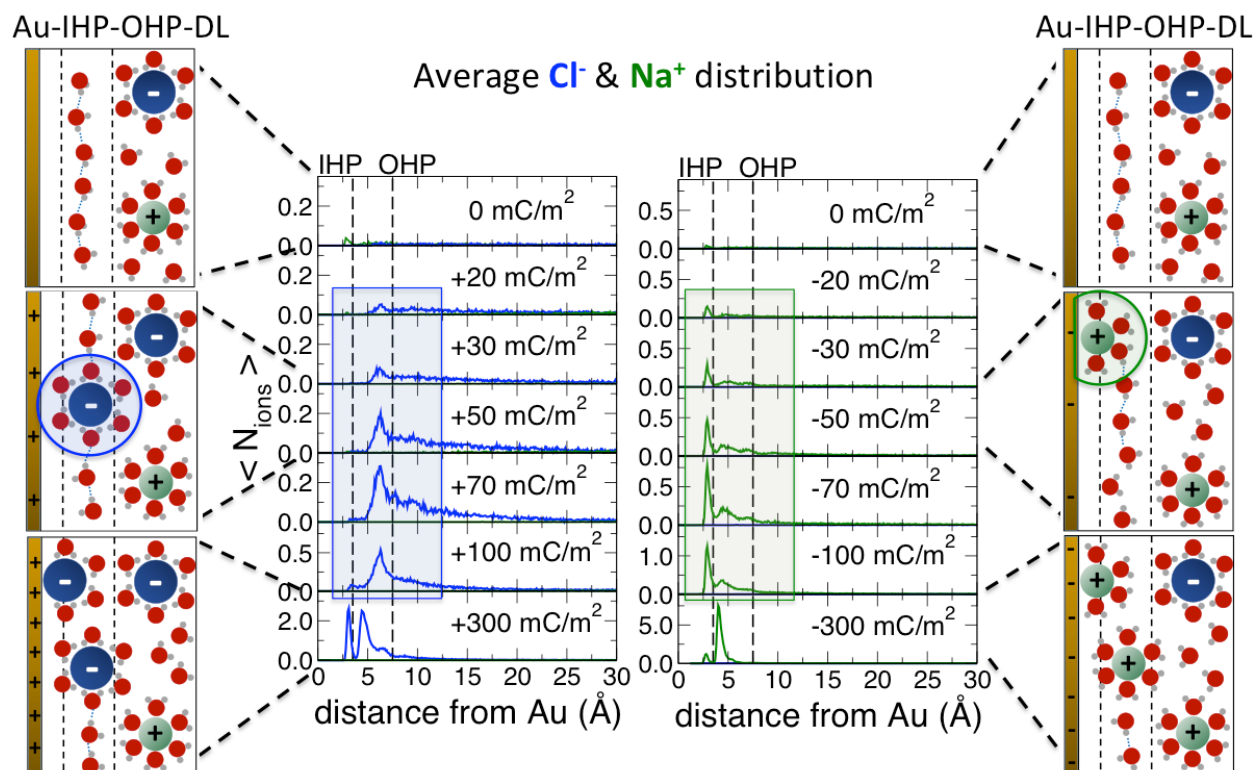 Au-IHP-OHP-DL
Au-IHP-OHP-DL
Average Cl⁻ & Na⁺ distribution
IHP OHP
0.2
0 mC/m²
0.0
0.2
+20 mC/m²
0.0
+30 mC/m²
0.2
0.0
0.2
+50 mC/m²
0.0
+70 mC/m²
0.2
0.0
0.5
+100 mC/m²
0.0
2.0
+300 mC/m²
0.0
0 5 10 15 20 25 30
distance from Au (Å)
< N ions >
IHP OHP
0.5
0 mC/m²
0.0
0.5
-20 mC/m²
0.0
0.5
-30 mC/m²
0.0
0.5
-50 mC/m²
0.0
0.5
-70 mC/m²
0.0
1.0
-100 mC/m²
0.0
5.0
-300 mC/m²
0.0
0 5 10 15 20 25 30
distance from Au (Å)